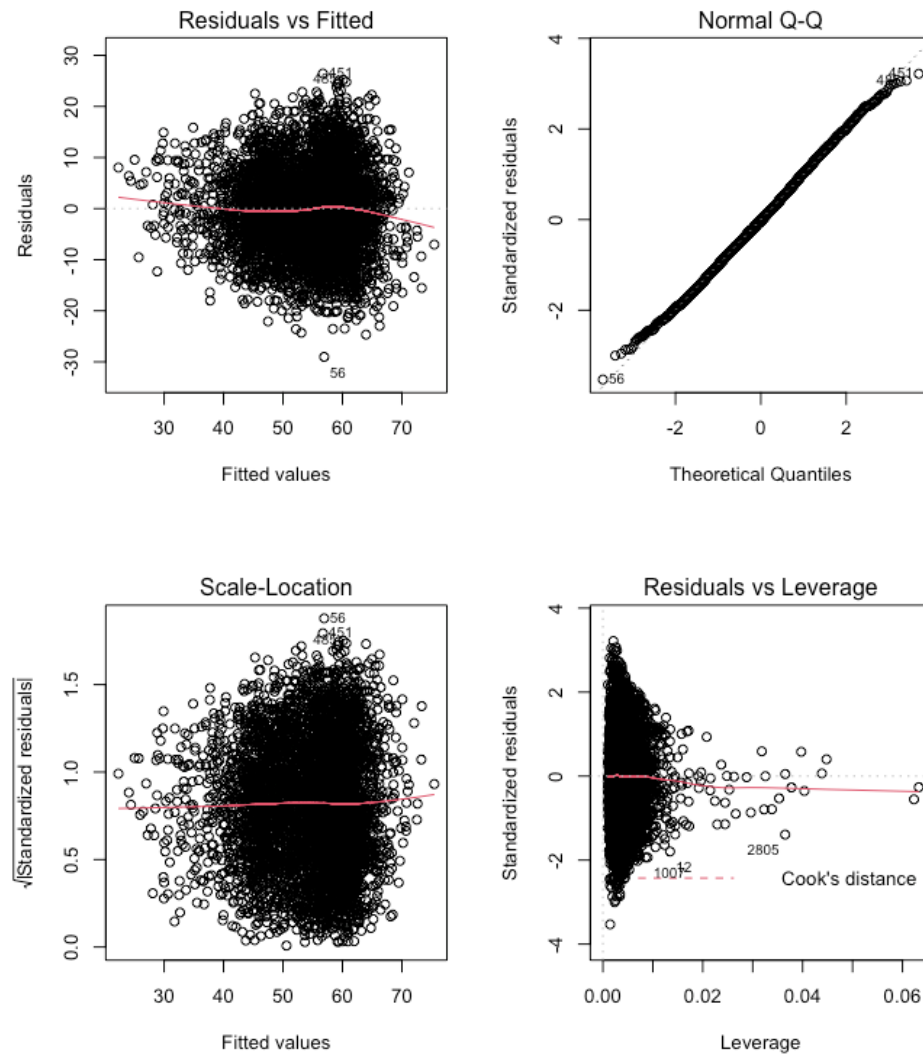 Residuals vs Fitted
Residuals
30
20
10
0
-10
-20
-30
451
56
30 40 50 60 70
Fitted values
Normal Q-Q
Standardized residuals
4
2
0
-2
451
56
-2 0 2
Theoretical Quantiles
Scale-Location
√|Standardized residuals|
1.5
1.0
0.5
0.0
56
451
30 40 50 60 70
Fitted values
Residuals vs Leverage
Standardized residuals
4
2
0
-2
-4
2805
1007
12
Cook's distance
0.00 0.02 0.04 0.06
Leverage